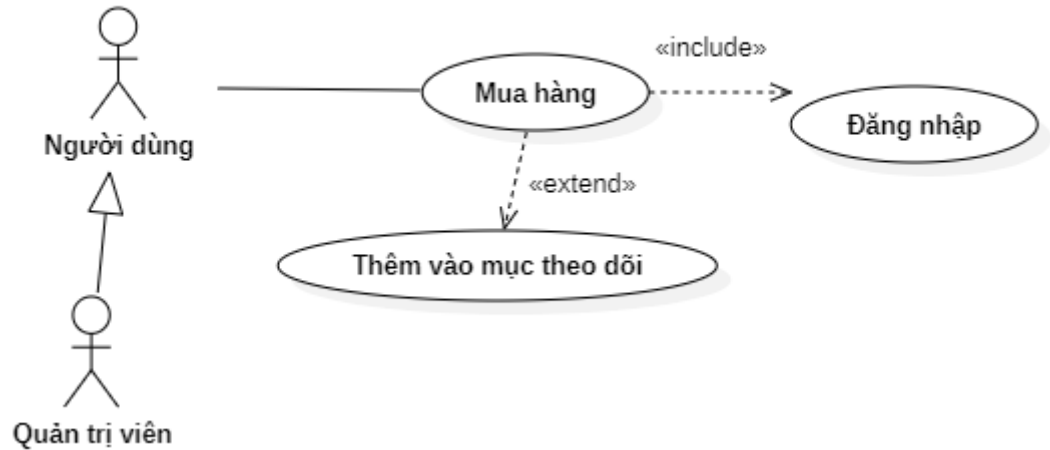 «include»
Mua hàng
Đăng nhập
Người dùng
«extend»
Thêm vào mục theo dõi
Quản trị viên